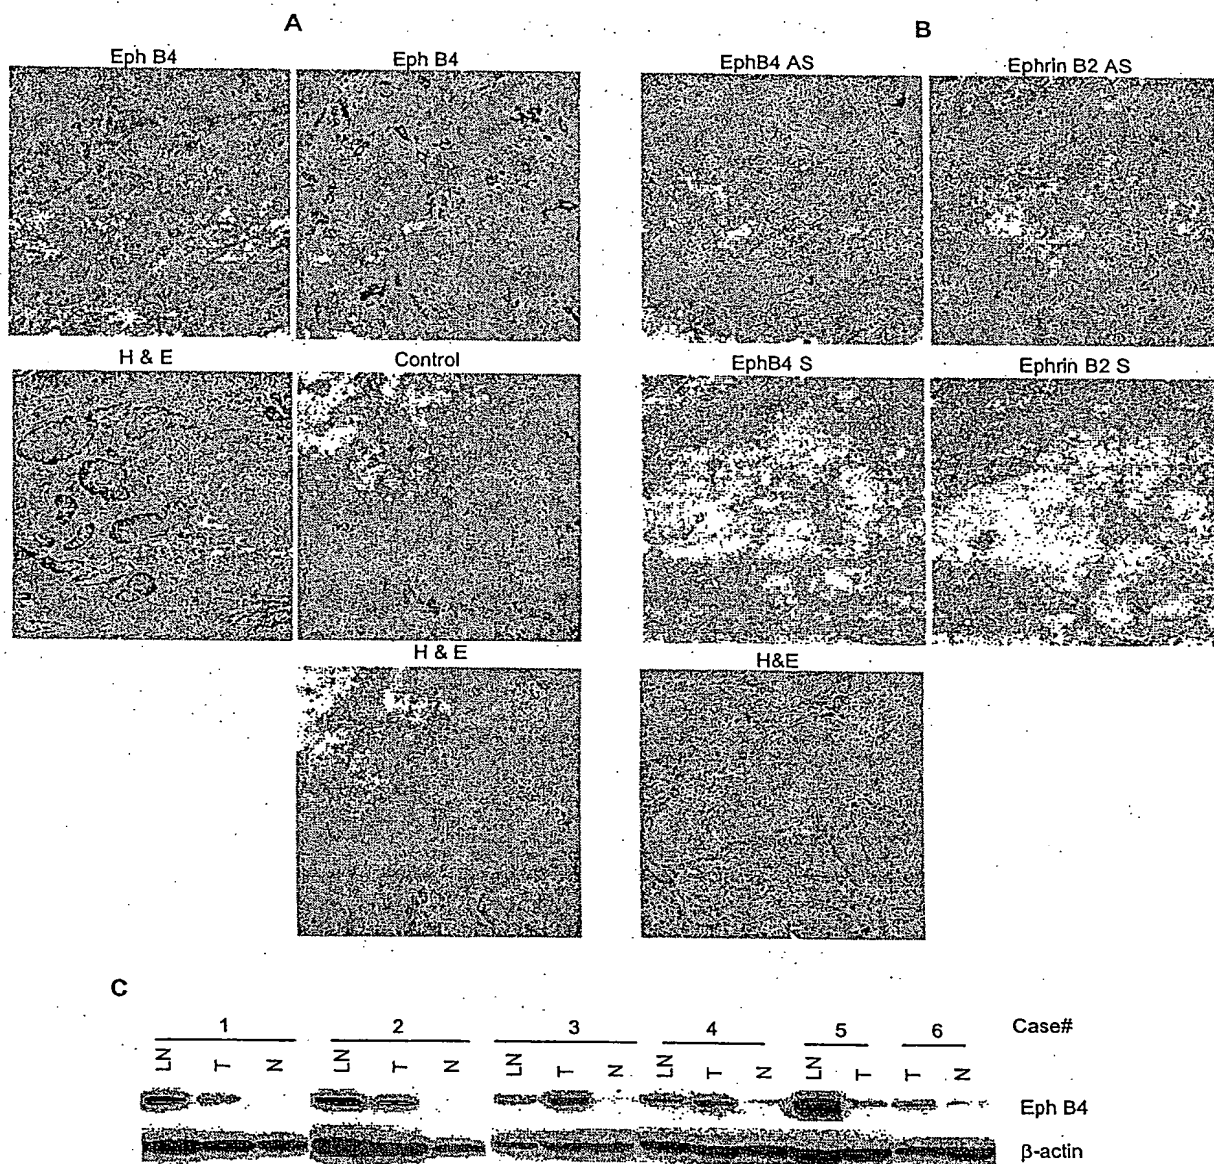 A
B
Eph B4
Eph B4
EphB4 AS
Ephrin B2 AS
H & E
Control
EphB4 S
Ephrin B2 S
H & E
H&E
C
1 2 3 4 5 6 Case#
LN T N LN T N LN T N LN T N LN T T N
Eph B4
β-actin